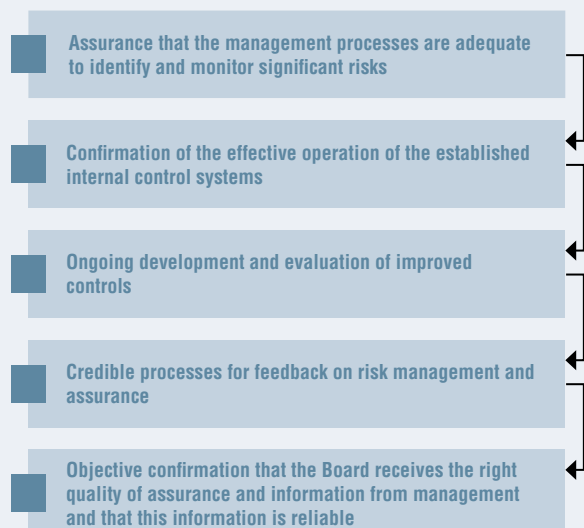 Assurance that the management processes are adequate
to identify and monitor significant risks
Confirmation of the effective operation of the established
internal control systems
Ongoing development and evaluation of improved
controls
Credible processes for feedback on risk management and
assurance
Objective confirmation that the Board receives the right
quality of assurance and information from management
and that this information is reliable